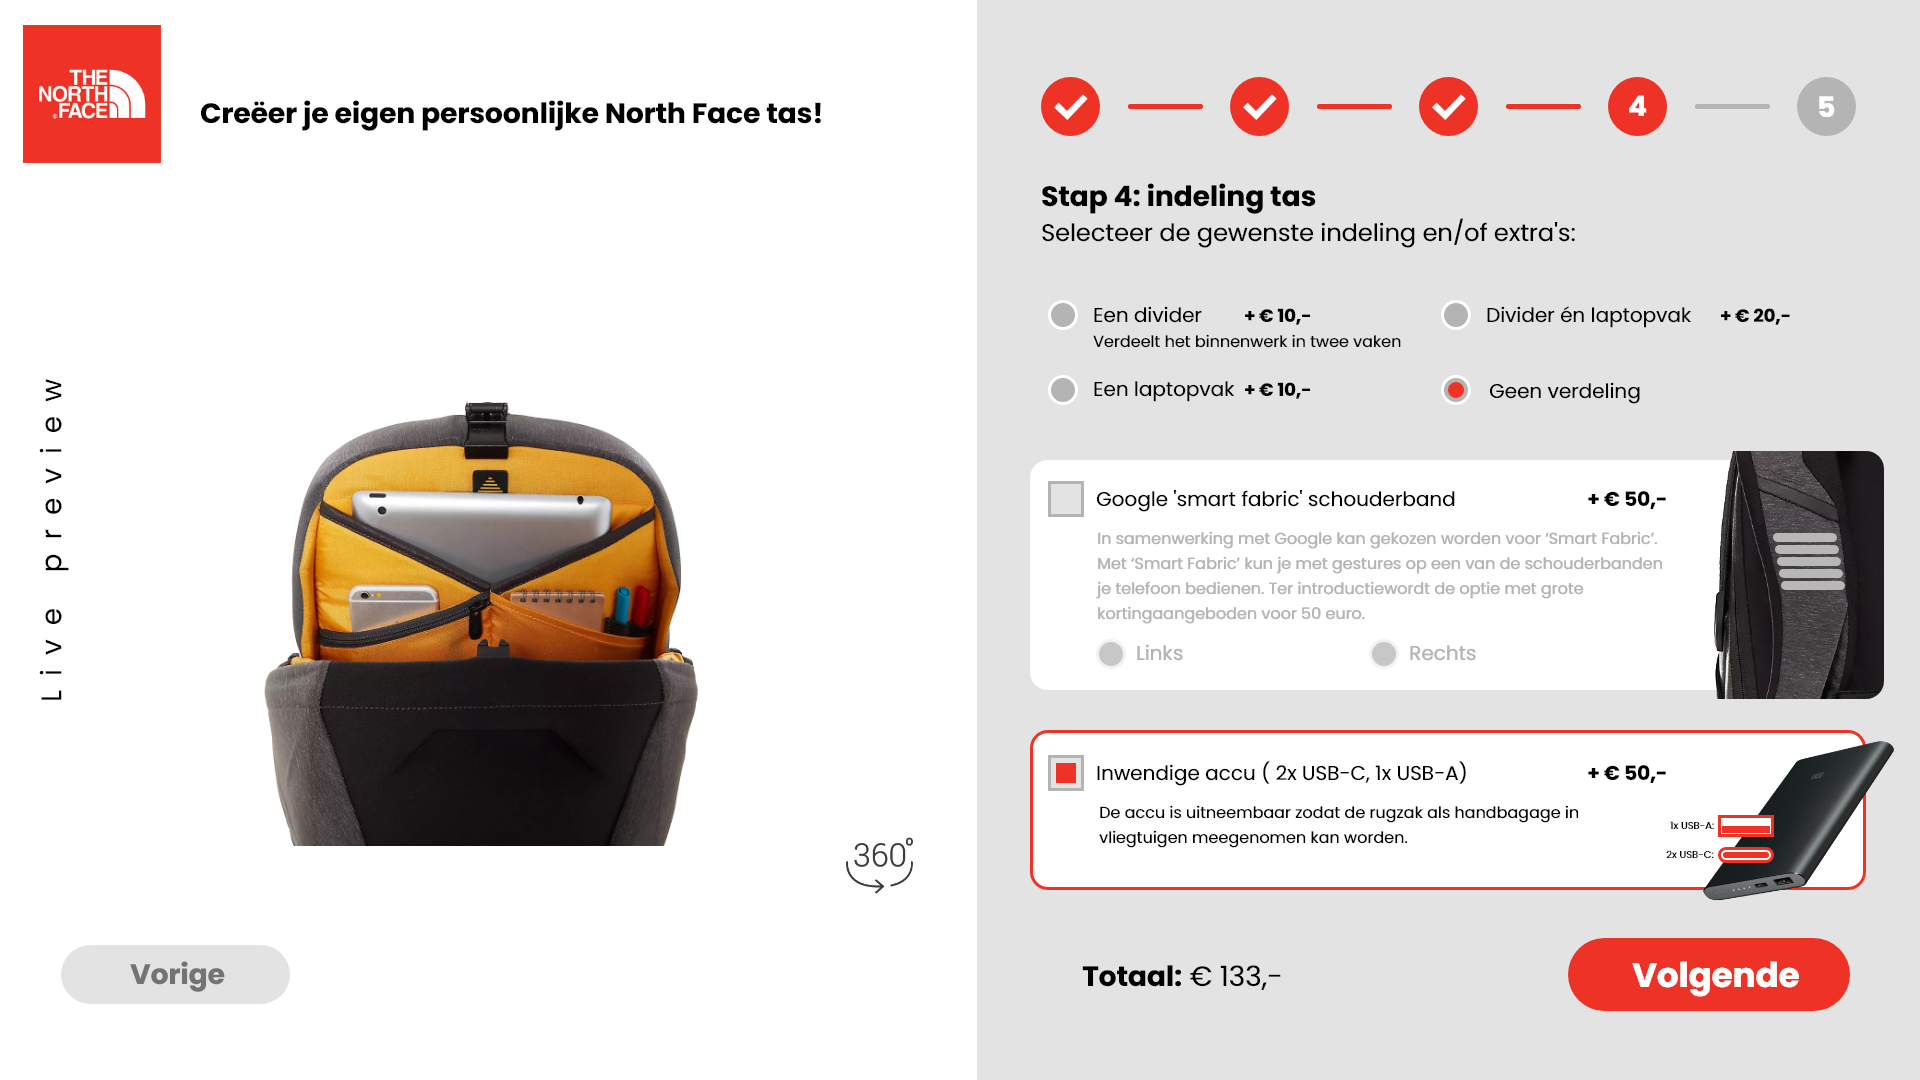 THE
NORTH
FACE
Creëer je eigen persoonlijke North Face tas!
Live preview
360°
Vorige
4
5
Stap 4: indeling tas
Selecteer de gewenste indeling en/of extra's:
Een divider + € 10,-
Verdeelt het binnenwerk in twee vaken
Divider én laptopvak + € 20,-
Een laptopvak + € 10,-
Geen verdeling
Google 'smart fabric' schouderband + € 50,-
In samenwerking met Google kan gekozen worden voor ‘Smart Fabric’.
Met ‘Smart Fabric’ kun je met gestures op een van de schouderbanden
je telefoon bedienen. Ter introductiewordt de optie met grote
kortingaangeboden voor 50 euro.
Links
Rechts
Inwendige accu ( 2x USB-C, 1x USB-A) + € 50,-
De accu is uitneembaar zodat de rugzak als handbagage in
vliegtuigen meegenomen kan worden.
1x USB-A:
2x USB-C:
Totaal: € 133,-
Volgende